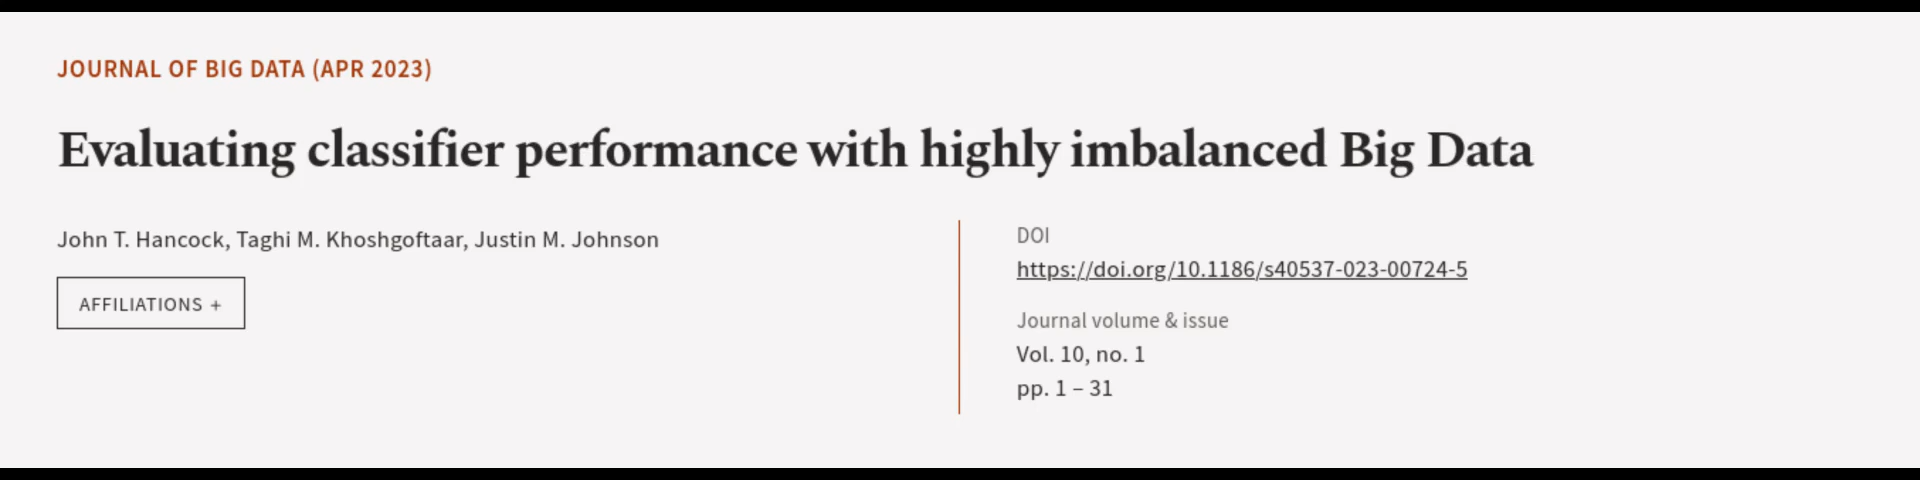 JOURNAL OF BIG DATA (APR 2023)
Evaluating classifier performance with highly imbalanced Big Data
John T. Hancock, Taghi M. Khoshgoftaar, Justin M. Johnson
AFFILIATIONS +
DOI
https://doi.org/10.1186/s40537-023-00724-5
Journal volume & issue
Vol. 10, no. 1
pp. 1 – 31